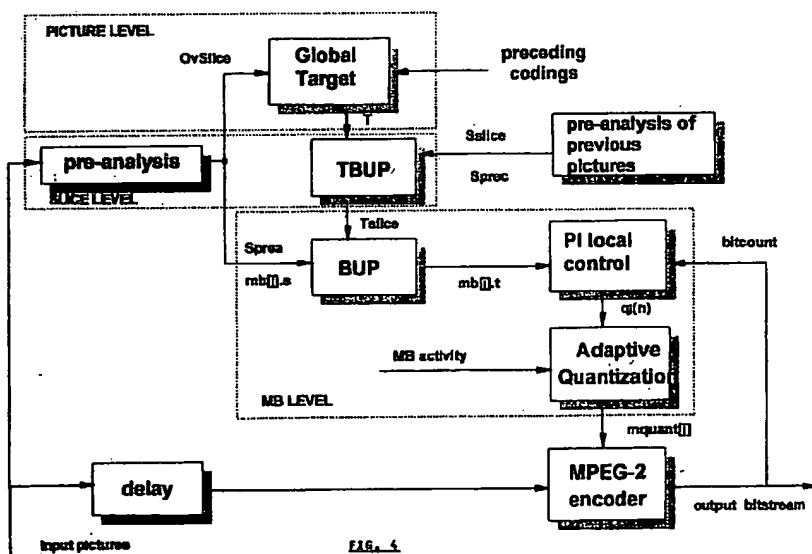 PICTURE LEVEL
OvSlice
Global
Target
preceding
codings
T
pre-analysis
SLICE LEVEL
TBUP
Sslice
Sprec
pre-analysis of
previous
pictures
Tslice
Sprea
mb[j].s
BUP
mb[j].t
PI local
control
bitcount
qj(n)
MB activity
Adaptive
Quantization
MB LEVEL
mquant[j]
delay
MPEG-2
encoder
output bitstream
Input pictures
FIG. 4